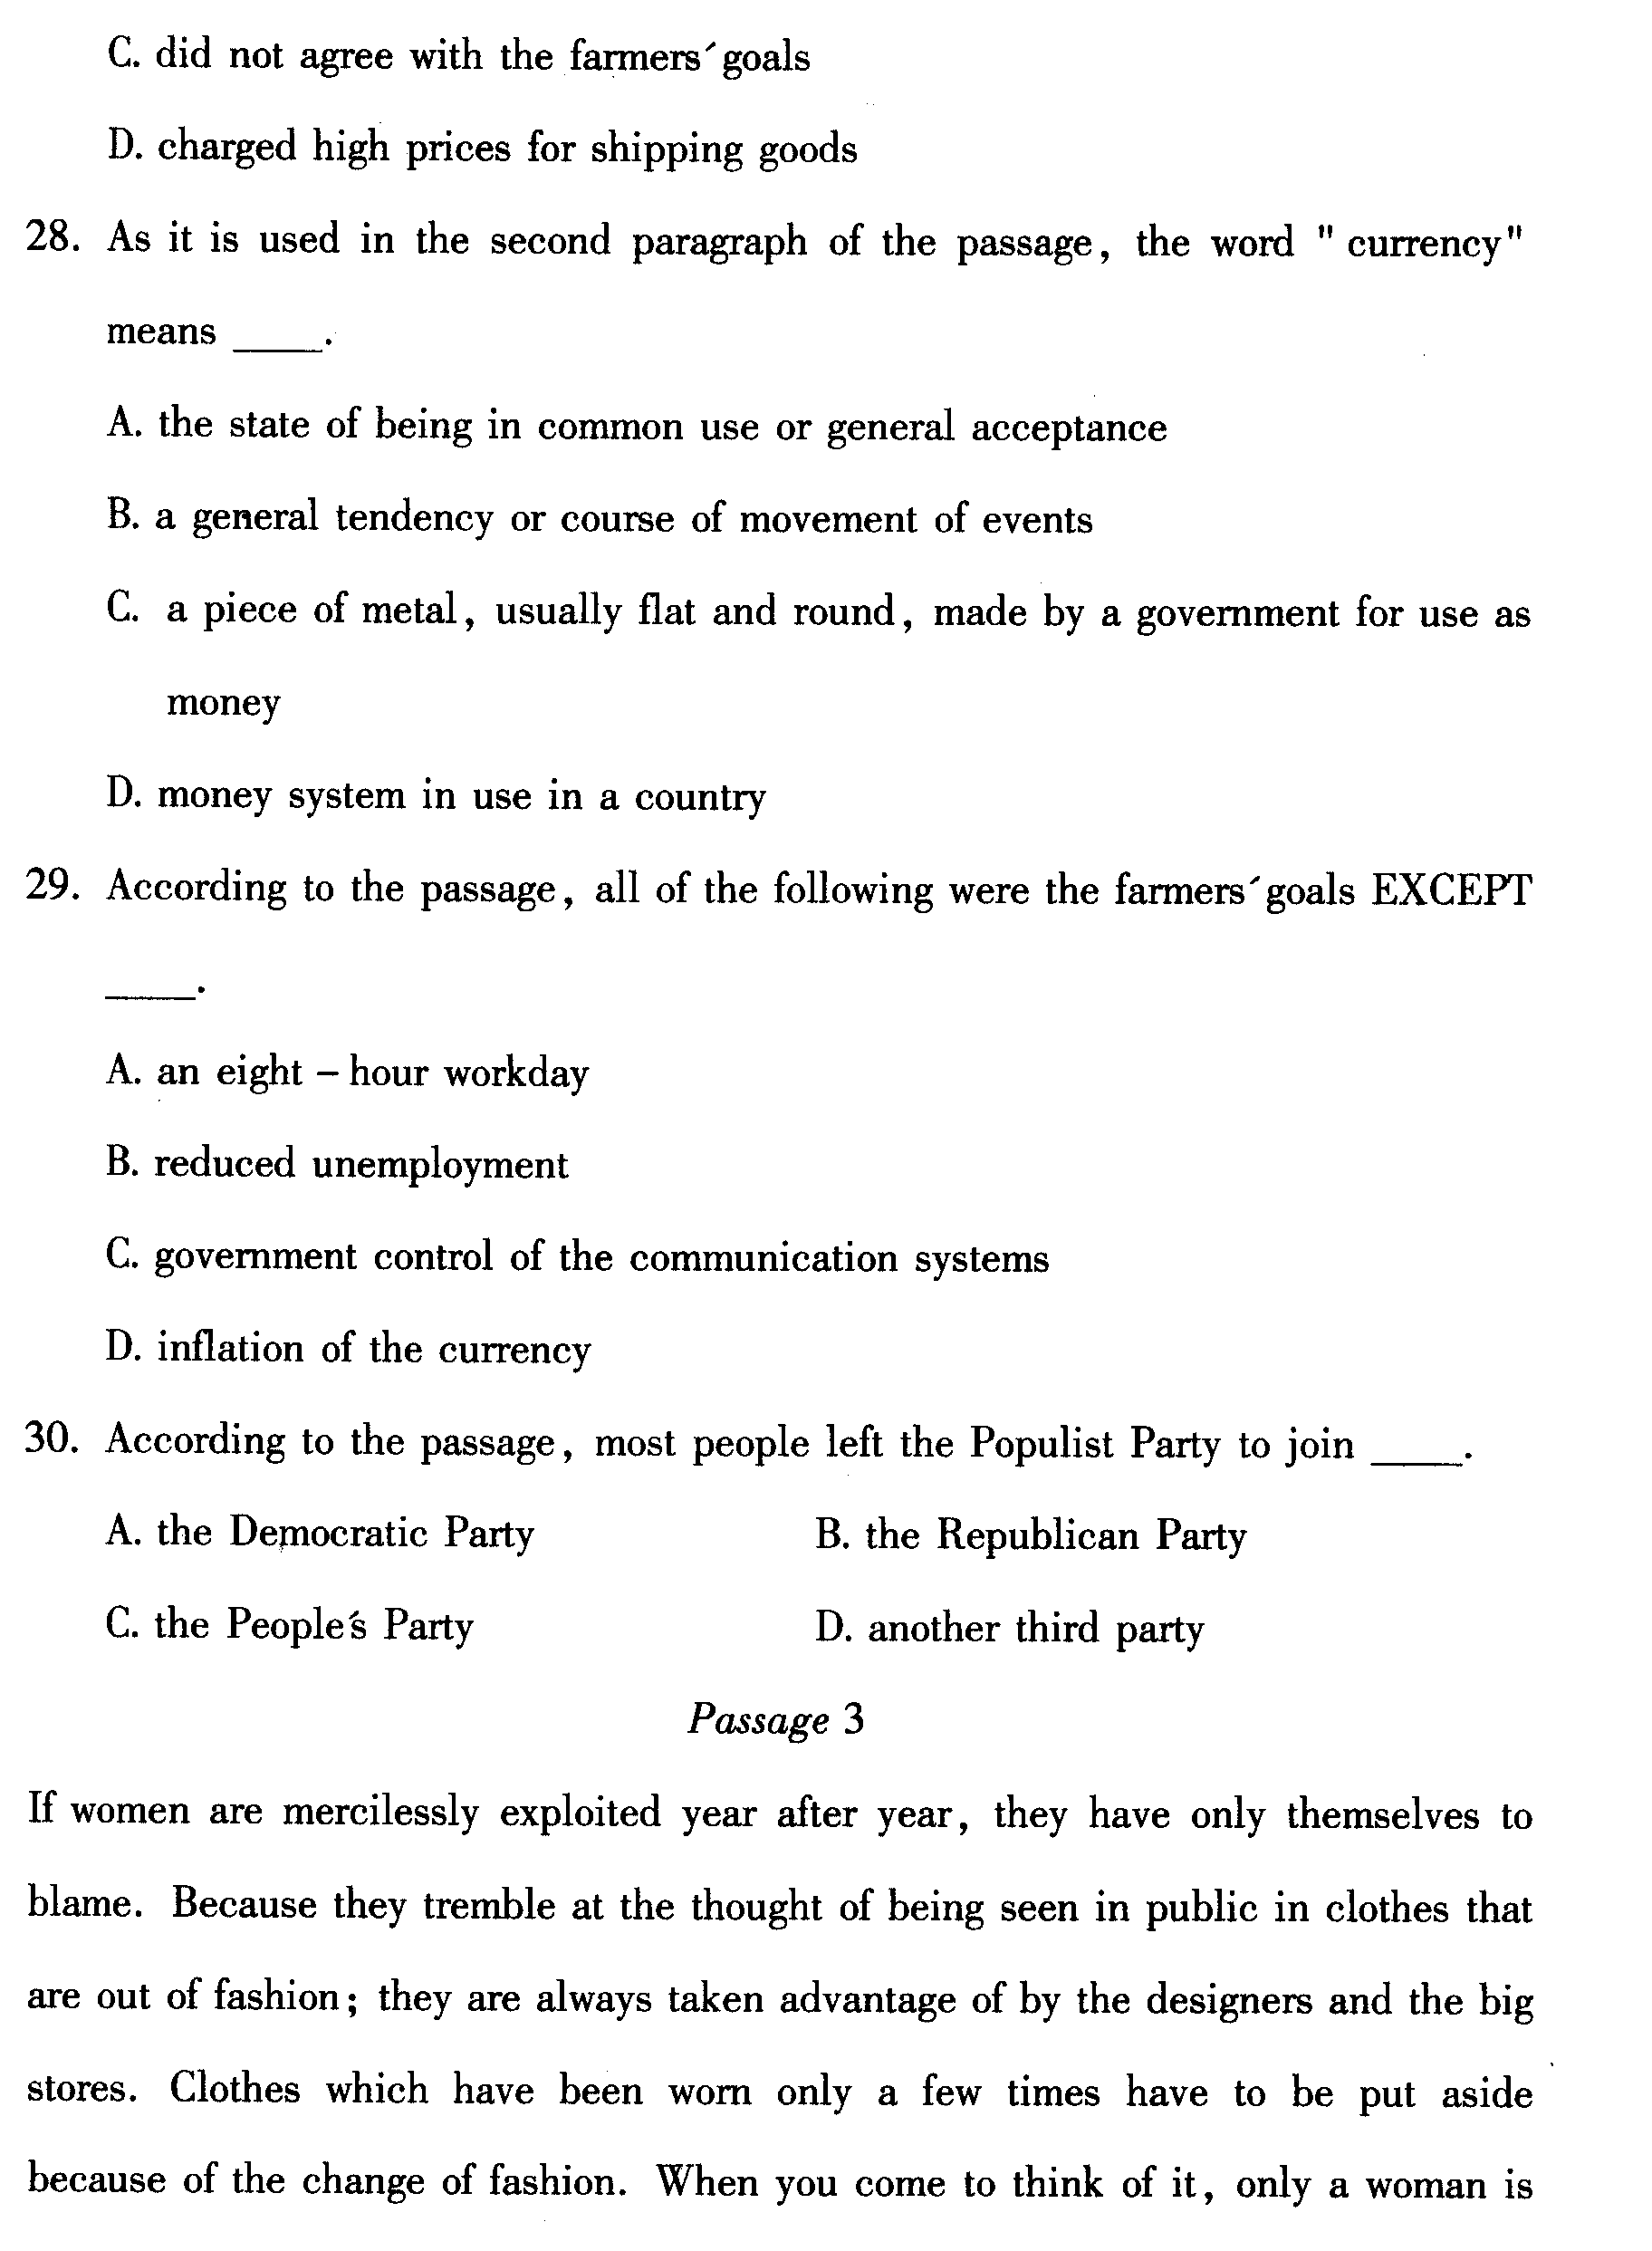 C. did not agree with the farmers´goals
D. charged high prices for shipping goods
28. As it is used in the second paragraph of the passage, the word " currency"
means ____.
A. the state of being in common use or general acceptance
B. a general tendency or course of movement of events
C. a piece of metal, usually flat and round, made by a government for use as
money
D. money system in use in a country
29. According to the passage, all of the following were the farmers´goals EXCEPT
____.
A. an eight – hour workday
B. reduced unemployment
C. government control of the communication systems
D. inflation of the currency
30. According to the passage, most people left the Populist Party to join ____.
A. the Democratic Party B. the Republican Party
C. the People´s Party D. another third party
Passage 3
If women are mercilessly exploited year after year, they have only themselves to
blame. Because they tremble at the thought of being seen in public in clothes that
are out of fashion; they are always taken advantage of by the designers and the big
stores. Clothes which have been worn only a few times have to be put aside
because of the change of fashion. When you come to think of it, only a woman is